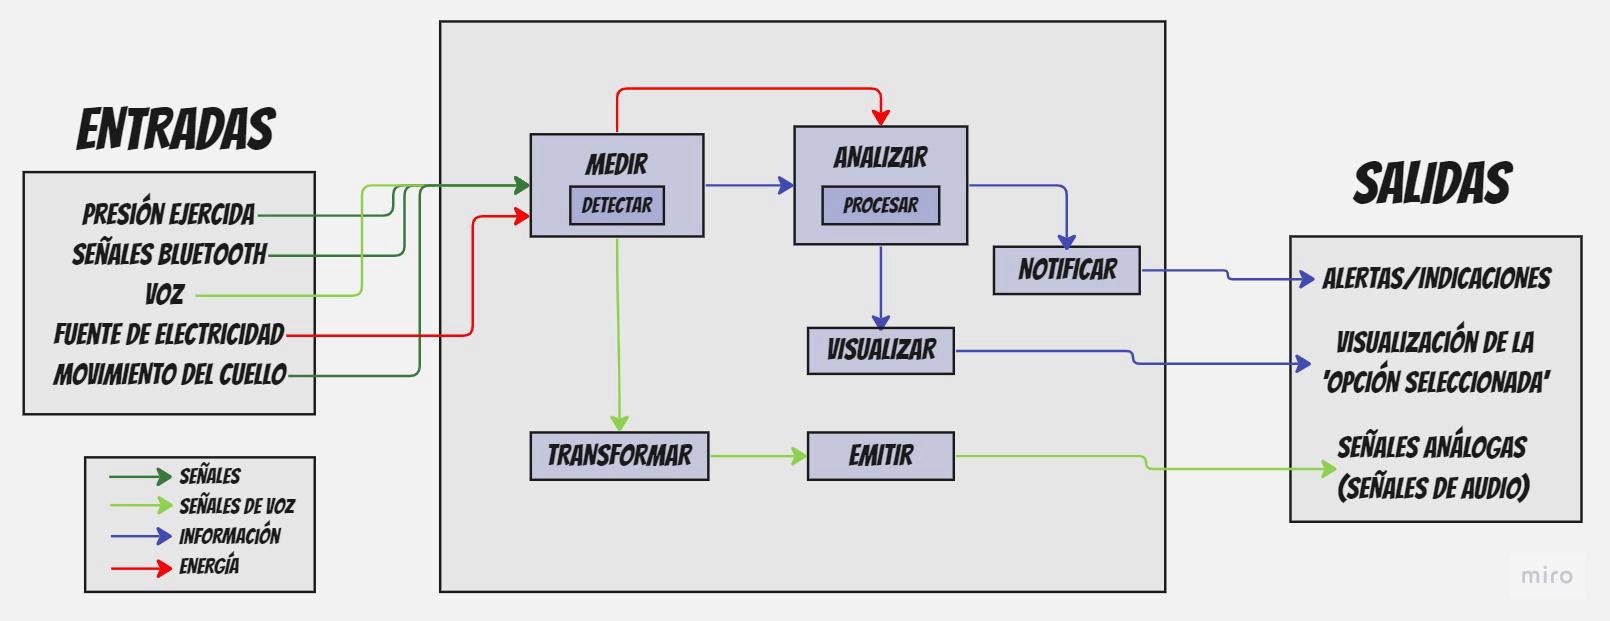 ENTRADAS
PRESIÓN EJERCIDA
SEÑALES BLUETOOTH
VOZ
FUENTE DE ELECTRICIDAD
MOVIMIENTO DEL CUELLO
SEÑALES
SEÑALES DE VOZ
INFORMACIÓN
ENERGÍA
MEDIR
DETECTAR
ANALIZAR
PROCESAR
NOTIFICAR
VISUALIZAR
TRANSFORMAR
EMITIR
SALIDAS
ALERTAS/INDICACIONES
VISUALIZACIÓN DE LA
'OPCIÓN SELECCIONADA'
SEÑALES ANÁLOGAS
(SEÑALES DE AUDIO)
miro